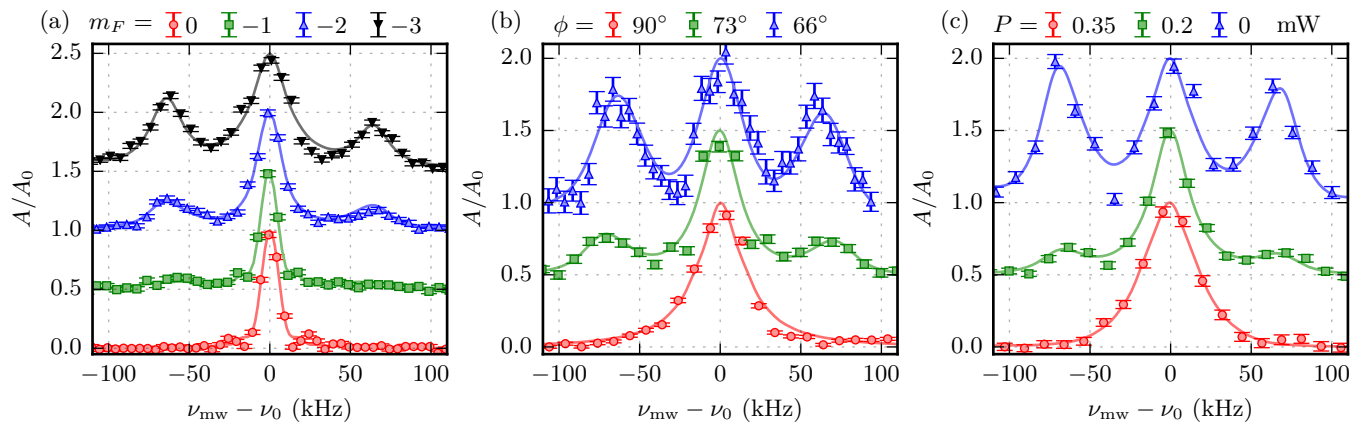 (a) m_F = 0 −1 −2 −3
2.5
2.0
1.5
1.0
0.5
0.0
A/A_0
−100 −50 0 50 100
ν_mw − ν_0 (kHz)
(b) ϕ = 90° 73° 66°
2.0
1.5
1.0
0.5
0.0
A/A_0
−100 −50 0 50 100
ν_mw − ν_0 (kHz)
(c) P = 0.35 0.2 0 mW
2.0
1.5
1.0
0.5
0.0
A/A_0
−100 −50 0 50 100
ν_mw − ν_0 (kHz)